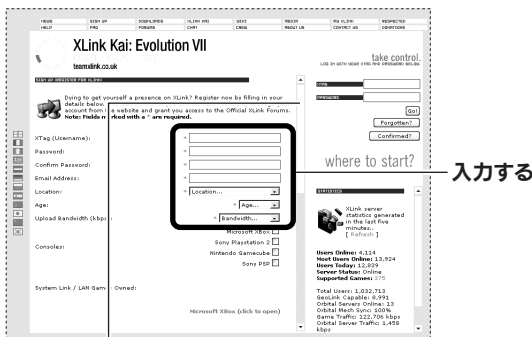 NEWS SIGN UP DOWNLOADS XLINK KAI WIKI MEDIA MY XLINK RESPECTED
HELP FAQ FORUMS CHAT CREW ABOUT US CONTACT US DONATIONS
XLink Kai: Evolution VII
teamxlink.co.uk
take control.
LOG IN WITH YOUR XTAG AND PASSWORD BELOW
SIGN UP REGISTER FOR XLINK!
Dying to get yourself a presence on XLink? Register now by filling in your
details below.
account from the website and grant you access to the Official XLink Forums.
Note: Fields marked with a * are required.
XTAG
PASSWORD
Go!
Forgotten?
Confirmed?
XTag (Username): *
Password: *
Confirm Password: *
Email Address: *
Location: * Location...
Age: * Age...
Upload Bandwidth (kbps): * Bandwidth...
Consoles:
Microsoft XBox
Sony Playstation 2
Nintendo Gamecube
Sony PSP
System Link / LAN Games Owned:
Microsoft XBox (click to open)
where to start?
STATISTICS
XLink server
statistics generated
in the last five
minutes..
[ Refresh ]
Users Online: 4,114
Most Users Online: 13,924
Users Today: 12,839
Server Status: Online
Supported Games: 375
Total Users: 1,032,713
GeoLink Capable: 8,991
Orbital Servers Online: 13
Orbital Mesh Sync: 100%
Game Traffic: 122,706 kbps
Orbital Server Traffic: 1,458
kbps
入力する